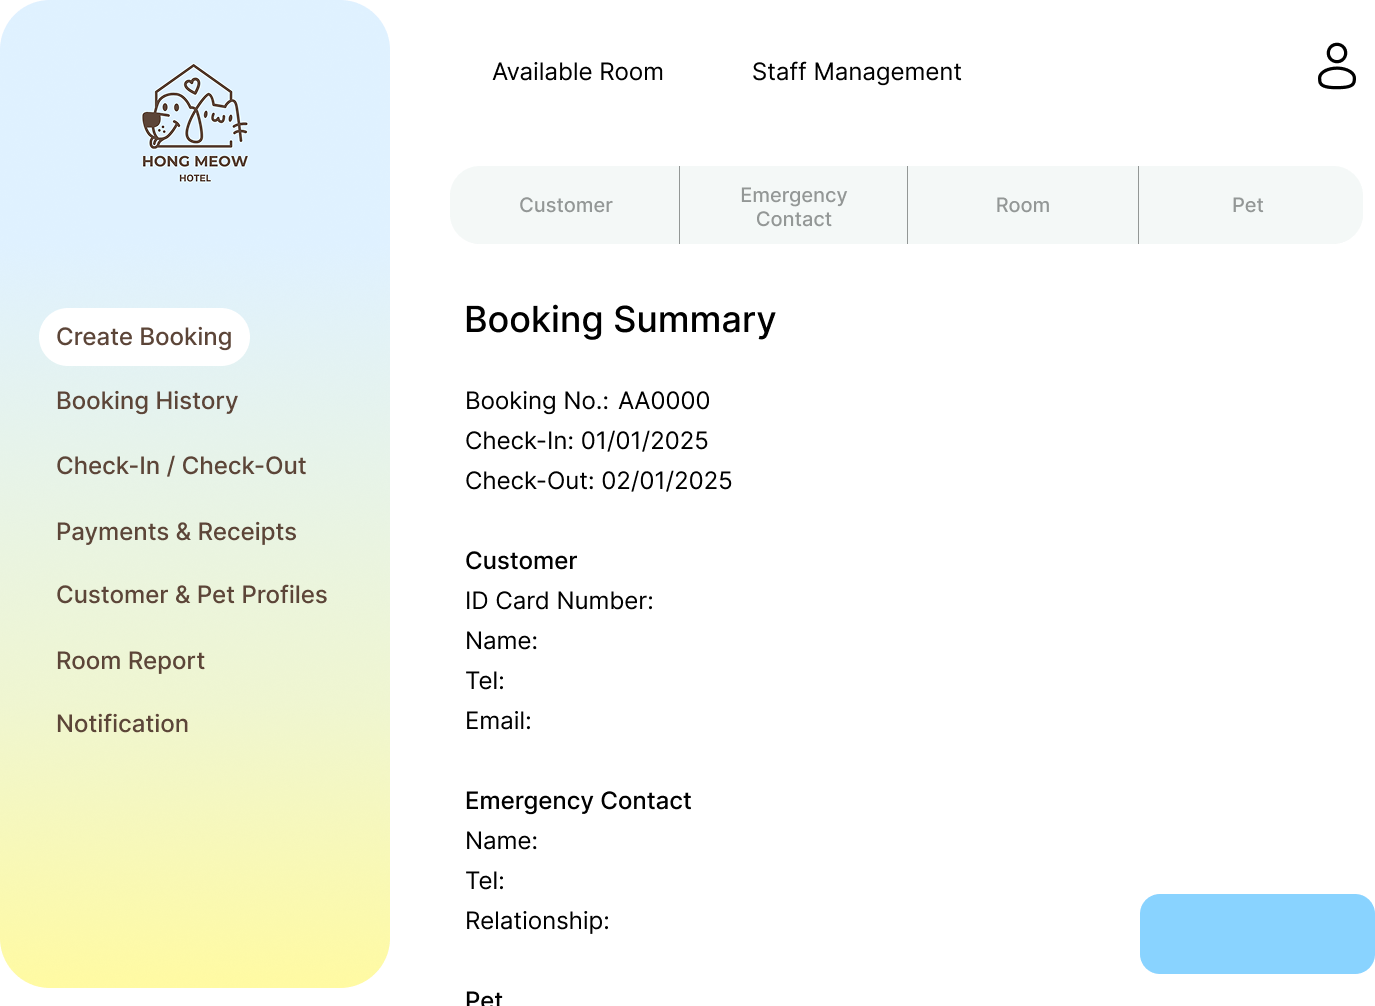 HONG MEOW
HOTEL
Create Booking
Booking History
Check-In / Check-Out
Payments & Receipts
Customer & Pet Profiles
Room Report
Notification
Available Room
Staff Management
Customer
Emergency
Contact
Room
Pet
Booking Summary
Booking No.: AA0000
Check-In: 01/01/2025
Check-Out: 02/01/2025
Customer
ID Card Number:
Name:
Tel:
Email:
Emergency Contact
Name:
Tel:
Relationship:
Pet